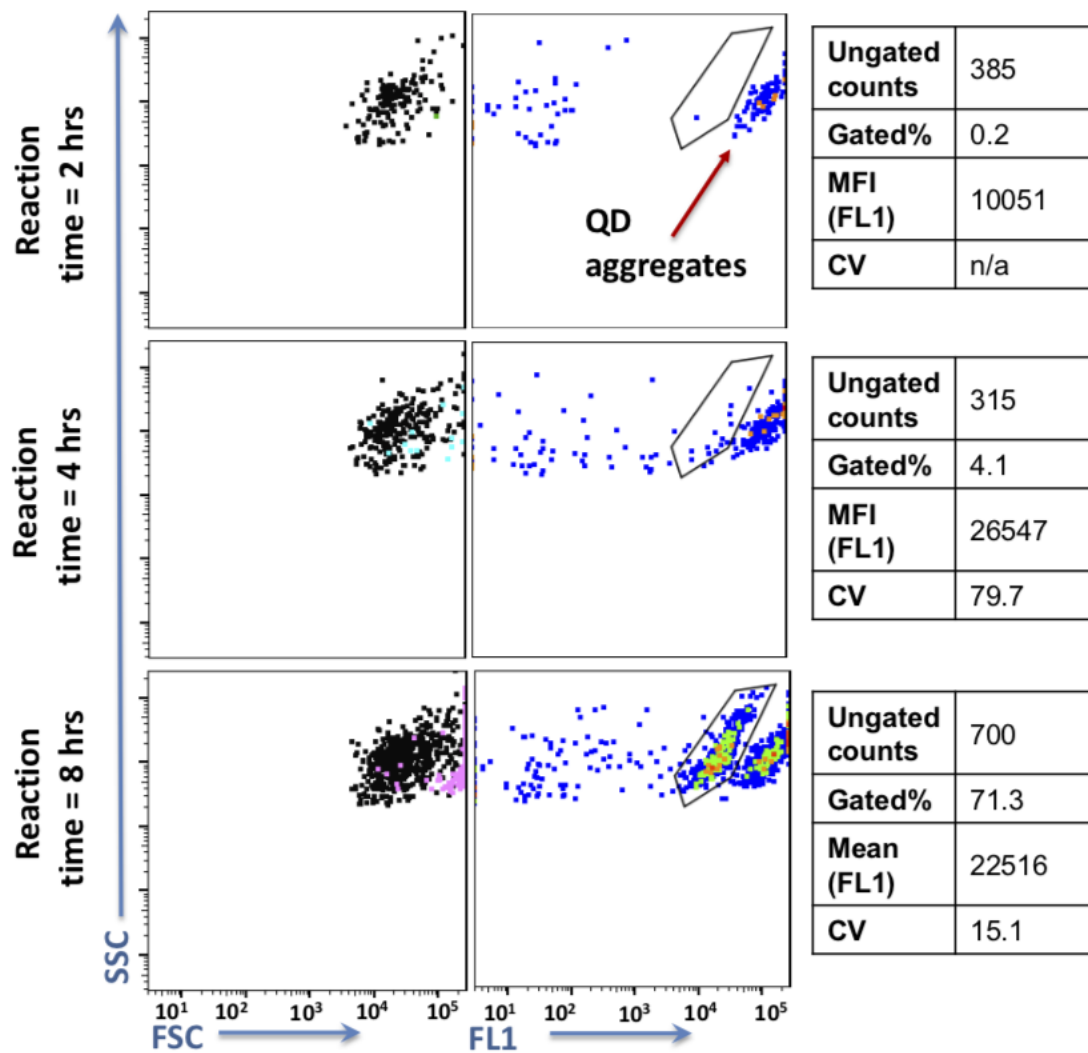 Reaction
time = 2 hrs
QD
aggregates
Ungated
counts
385
Gated%
0.2
MFI
(FL1)
10051
CV
n/a
Reaction
time = 4 hrs
Ungated
counts
315
Gated%
4.1
MFI
(FL1)
26547
CV
79.7
Reaction
time = 8 hrs
Ungated
counts
700
Gated%
71.3
Mean
(FL1)
22516
CV
15.1
SSC
10¹ 10² 10³ 10⁴ 10⁵
10¹ 10² 10³ 10⁴ 10⁵
FSC
FL1